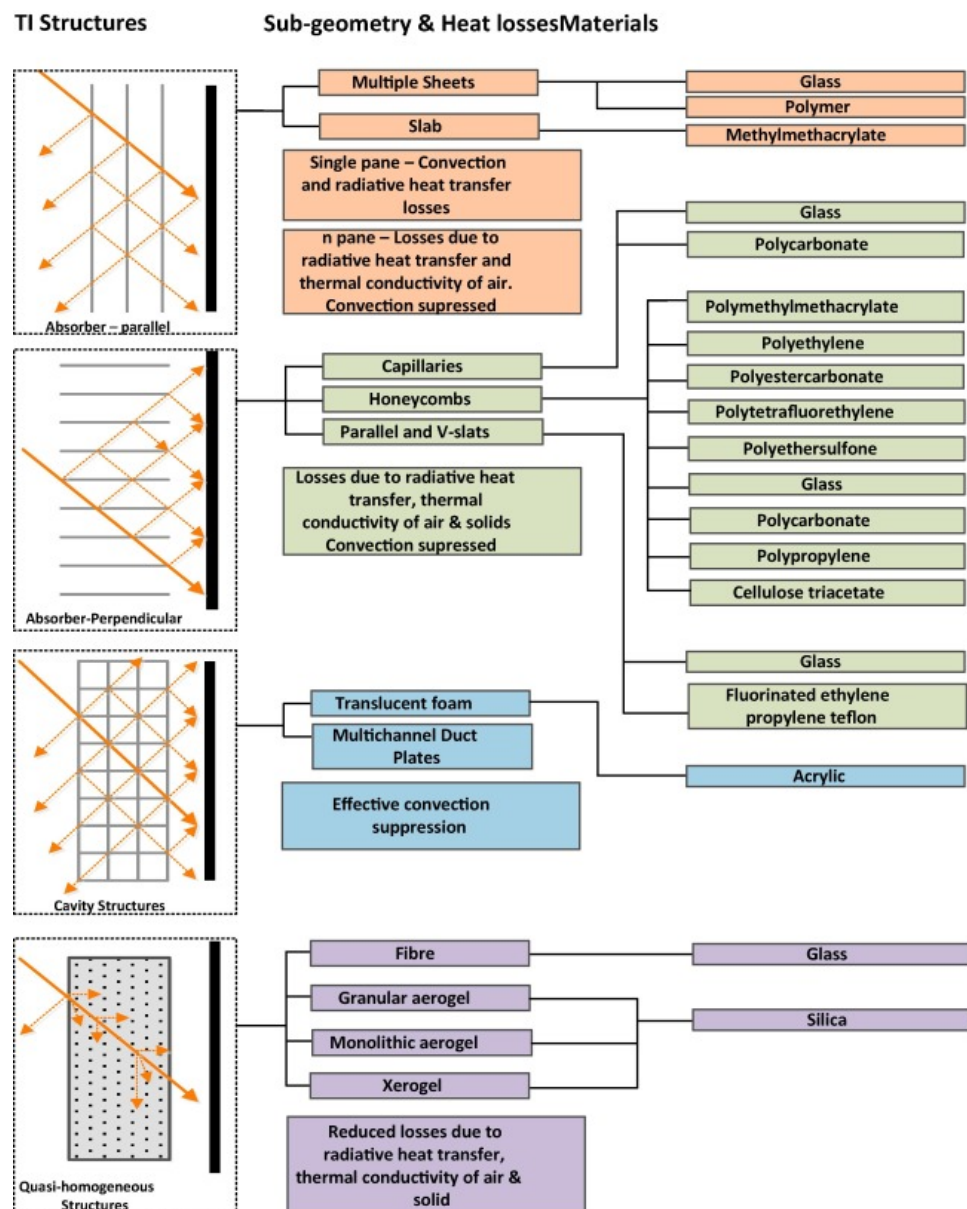 TI Structures
Sub-geometry & Heat lossesMaterials
Absorber – parallel
Multiple Sheets
Slab
Single pane – Convection
and radiative heat transfer
losses
n pane – Losses due to
radiative heat transfer and
thermal conductivity of air.
Convection supressed
Glass
Polymer
Methylmethacrylate
Absorber-Perpendicular
Capillaries
Honeycombs
Parallel and V-slats
Losses due to radiative heat
transfer, thermal
conductivity of air & solids
Convection supressed
Glass
Polycarbonate
Polymethylmethacrylate
Polyethylene
Polyestercarbonate
Polytetrafluorethylene
Polyethersulfone
Glass
Polycarbonate
Polypropylene
Cellulose triacetate
Glass
Fluorinated ethylene
propylene teflon
Cavity Structures
Translucent foam
Multichannel Duct
Plates
Effective convection
suppression
Acrylic
Quasi-homogeneous
Structures
Fibre
Granular aerogel
Monolithic aerogel
Xerogel
Reduced losses due to
radiative heat transfer,
thermal conductivity of air &
solid
Glass
Silica